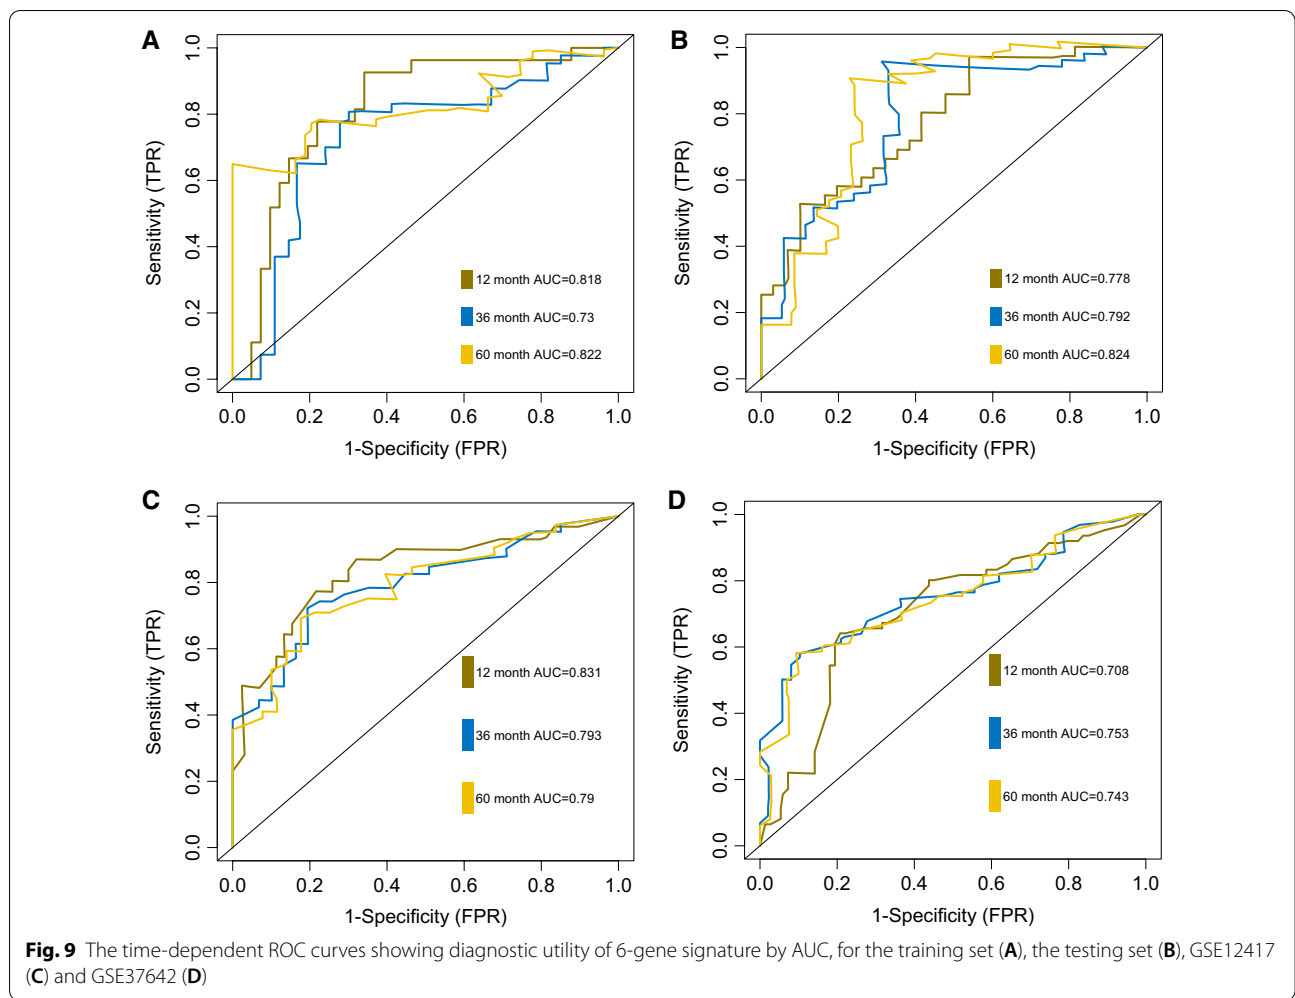 A
1.0
0.8
0.6
0.4
0.2
0.0
Sensitivity (TPR)
12 month AUC=0.818
36 month AUC=0.73
60 month AUC=0.822
0.0 0.2 0.4 0.6 0.8 1.0
1-Specificity (FPR)
B
1.0
0.8
0.6
0.4
0.2
0.0
Sensitivity (TPR)
12 month AUC=0.778
36 month AUC=0.792
60 month AUC=0.824
0.0 0.2 0.4 0.6 0.8 1.0
1-Specificity (FPR)
C
1.0
0.8
0.6
0.4
0.2
0.0
Sensitivity (TPR)
12 month AUC=0.831
36 month AUC=0.793
60 month AUC=0.79
0.0 0.2 0.4 0.6 0.8 1.0
1-Specificity (FPR)
D
1.0
0.8
0.6
0.4
0.2
0.0
Sensitivity (TPR)
12 month AUC=0.708
36 month AUC=0.753
60 month AUC=0.743
0.0 0.2 0.4 0.6 0.8 1.0
1-Specificity (FPR)
Fig. 9 The time-dependent ROC curves showing diagnostic utility of 6-gene signature by AUC, for the training set (A), the testing set (B), GSE12417
(C) and GSE37642 (D)